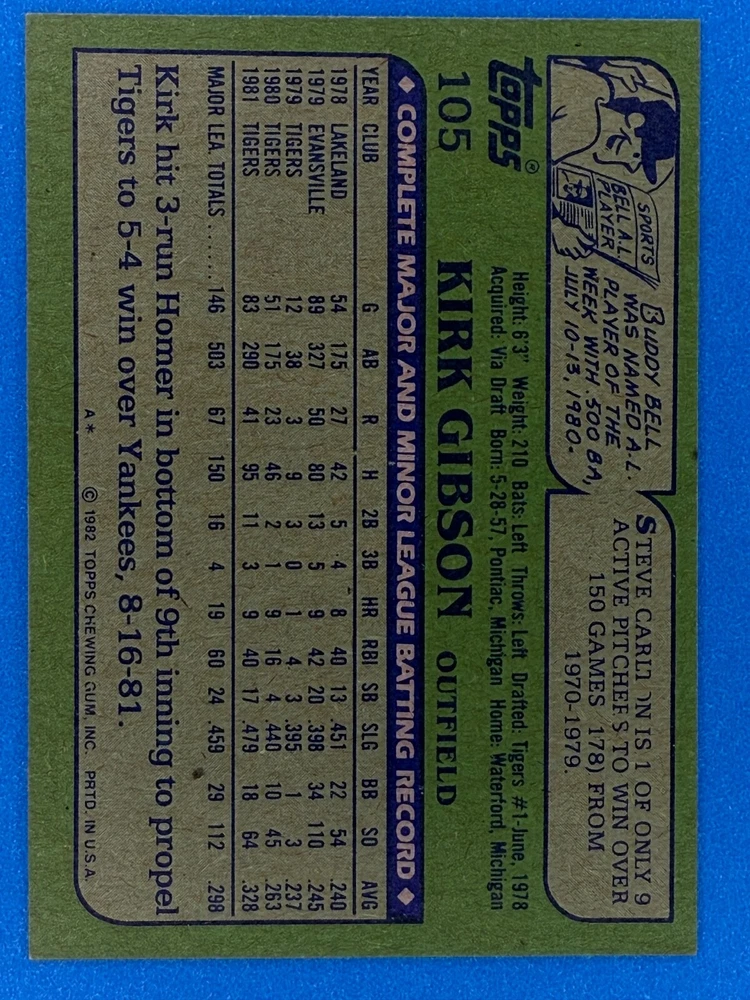 SPORTS
BELL A.L.
PLAYER
BUDDY BELL
WAS NAMED A.L.
PLAYER OF THE
WEEK WITH .500 BA,
JULY 10-13, 1980.
STEVE CARLTON IS 1 OF ONLY 9
ACTIVE PITCHERS TO WIN OVER
150 GAMES 178) FROM
1970-1979.
topps®
105
Height: 6'3" Weight: 210 Bats: Left Throws: Left Drafted: Tigers #1-June, 1978
Acquired: Via Draft Born: 5-28-57, Pontiac, Michigan Home: Waterford, Michigan
KIRK GIBSON OUTFIELD
◆ COMPLETE MAJOR AND MINOR LEAGUE BATTING RECORD ◆
YEAR CLUB G AB R H 2B 3B HR RBI SB SLG BB SO AVG
1978 LAKELAND 54 175 27 42 5 4 8 40 13 .451 22 54 .240
1979 EVANSVILLE 89 327 50 80 13 5 9 42 20 .398 34 110 .245
1979 TIGERS 12 38 3 9 3 0 1 4 3 .395 1 3 .237
1980 TIGERS 51 175 23 46 2 1 9 16 4 .440 10 45 .263
1981 TIGERS 83 290 41 95 11 3 9 40 17 .479 18 64 .328
MAJOR LEA. TOTALS ...... 146 503 67 150 16 4 19 60 24 .459 29 112 .298
Kirk hit 3-run Homer in bottom of 9th inning to propel
Tigers to 5-4 win over Yankees, 8-16-81.
A* © 1982 TOPPS CHEWING GUM, INC. PRTD. IN U.S.A.